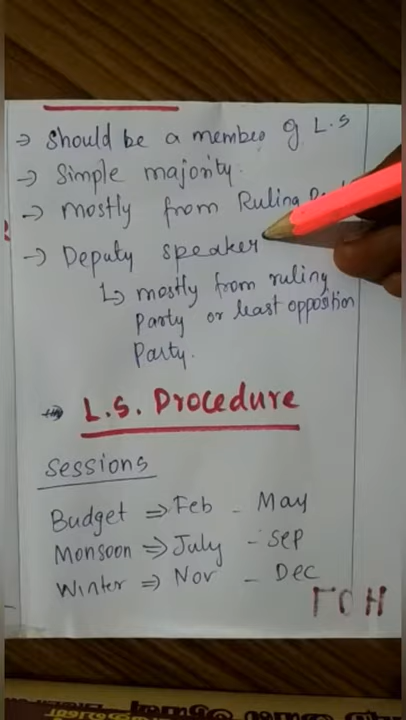 → Should be a member of L.S
→ Simple majority.
→ mostly from Ruling
→ Deputy speaker
↳ mostly from ruling
Party or least opposition
Party.
→ L.S. Procedure
Sessions
Budget ⇒ Feb - May
Monsoon ⇒ July - Sep
Winter ⇒ Nov - Dec